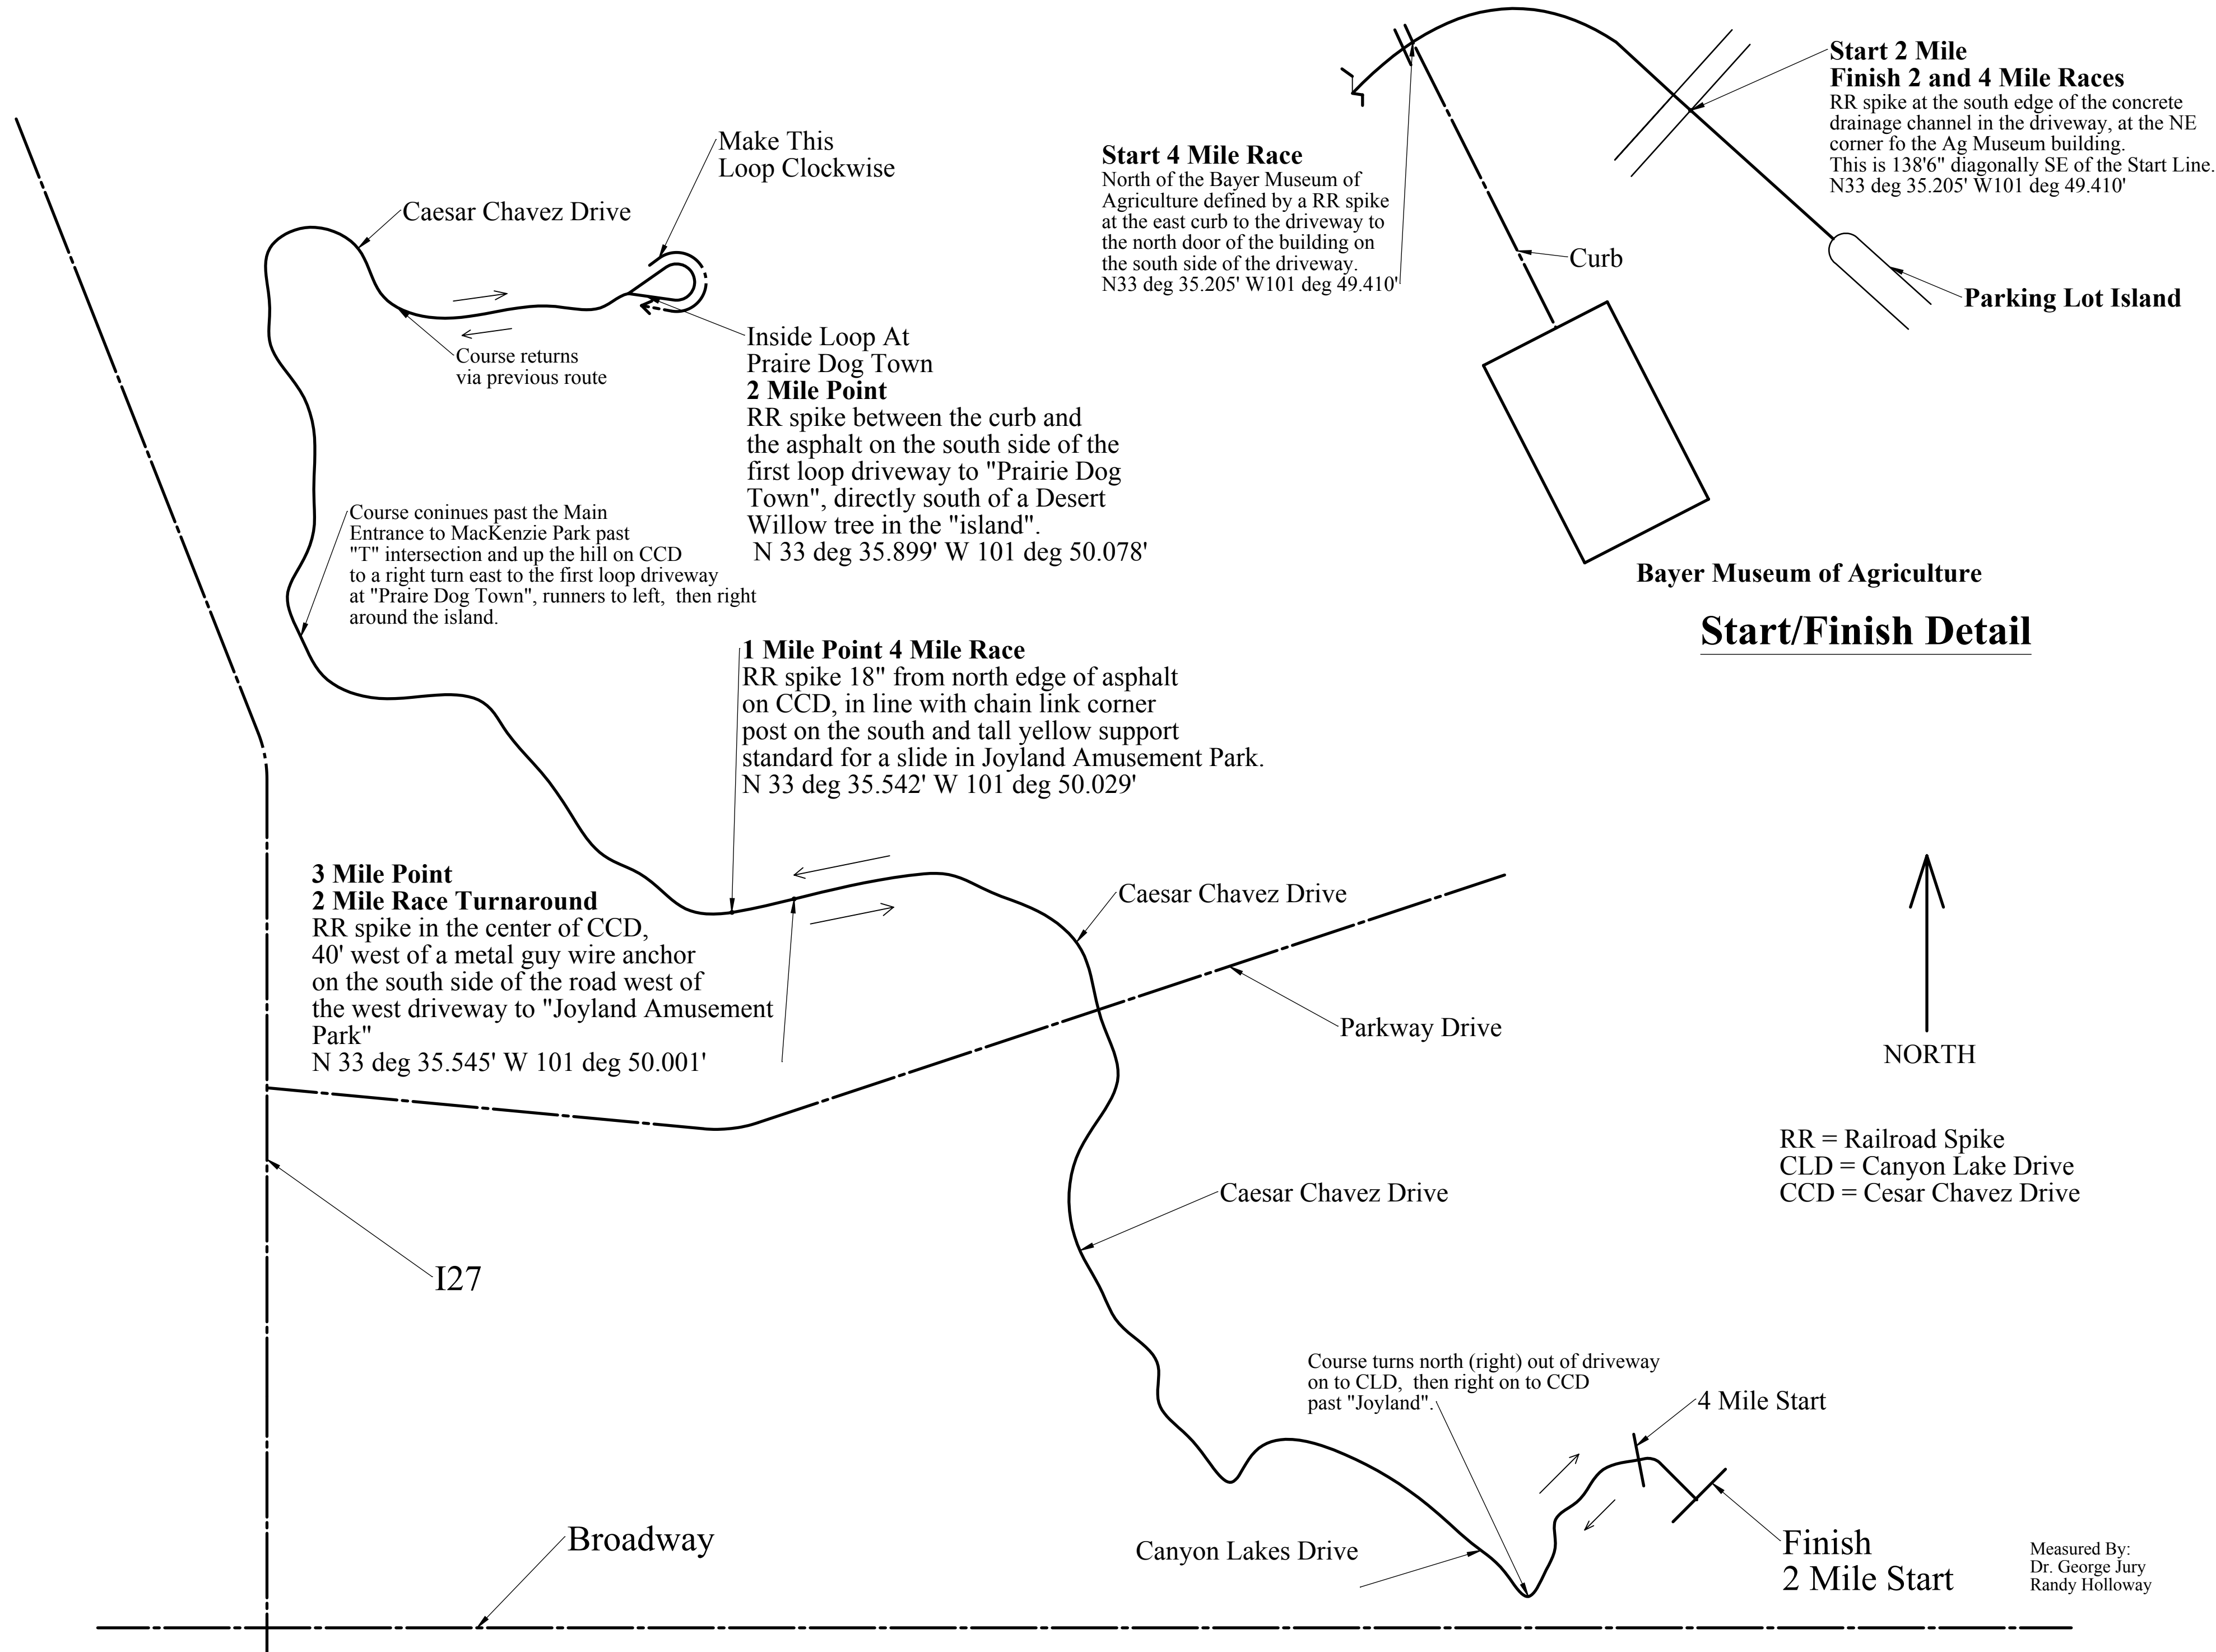 Start 2 Mile
Finish 2 and 4 Mile Races
RR spike at the south edge of the concrete
drainage channel in the driveway, at the NE
corner fo the Ag Museum building.
This is 138'6" diagonally SE of the Start Line.
N33 deg 35.205' W101 deg 49.410'
Make This
Loop Clockwise
Start 4 Mile Race
North of the Bayer Museum of
Agriculture defined by a RR spike
at the east curb to the driveway to
the north door of the building on
the south side of the driveway.
N33 deg 35.205' W101 deg 49.410'
Caesar Chavez Drive
Curb
Parking Lot Island
Inside Loop At
Praire Dog Town
2 Mile Point
RR spike between the curb and
the asphalt on the south side of the
first loop driveway to "Prairie Dog
Town", directly south of a Desert
Willow tree in the "island".
N 33 deg 35.899' W 101 deg 50.078'
Course returns
via previous route
Course coninues past the Main
Entrance to MacKenzie Park past
"T" intersection and up the hill on CCD
to a right turn east to the first loop driveway
at "Praire Dog Town", runners to left, then right
around the island.
Bayer Museum of Agriculture
Start/Finish Detail
1 Mile Point 4 Mile Race
RR spike 18" from north edge of asphalt
on CCD, in line with chain link corner
post on the south and tall yellow support
standard for a slide in Joyland Amusement Park.
N 33 deg 35.542' W 101 deg 50.029'
3 Mile Point
2 Mile Race Turnaround
RR spike in the center of CCD,
40' west of a metal guy wire anchor
on the south side of the road west of
the west driveway to "Joyland Amusement
Park"
N 33 deg 35.545' W 101 deg 50.001'
Caesar Chavez Drive
Parkway Drive
NORTH
RR = Railroad Spike
CLD = Canyon Lake Drive
CCD = Cesar Chavez Drive
Caesar Chavez Drive
I27
Course turns north (right) out of driveway
on to CLD, then right on to CCD
past "Joyland".
4 Mile Start
Broadway
Canyon Lakes Drive
Finish
2 Mile Start
Measured By:
Dr. George Jury
Randy Holloway